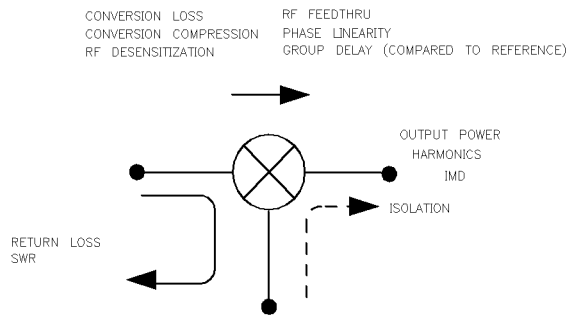 CONVERSION LOSS
CONVERSION COMPRESSION
RF DESENSITIZATION
RF FEEDTHRU
PHASE LINEARITY
GROUP DELAY (COMPARED TO REFERENCE)
OUTPUT POWER
HARMONICS
IMD
ISOLATION
RETURN LOSS
SWR